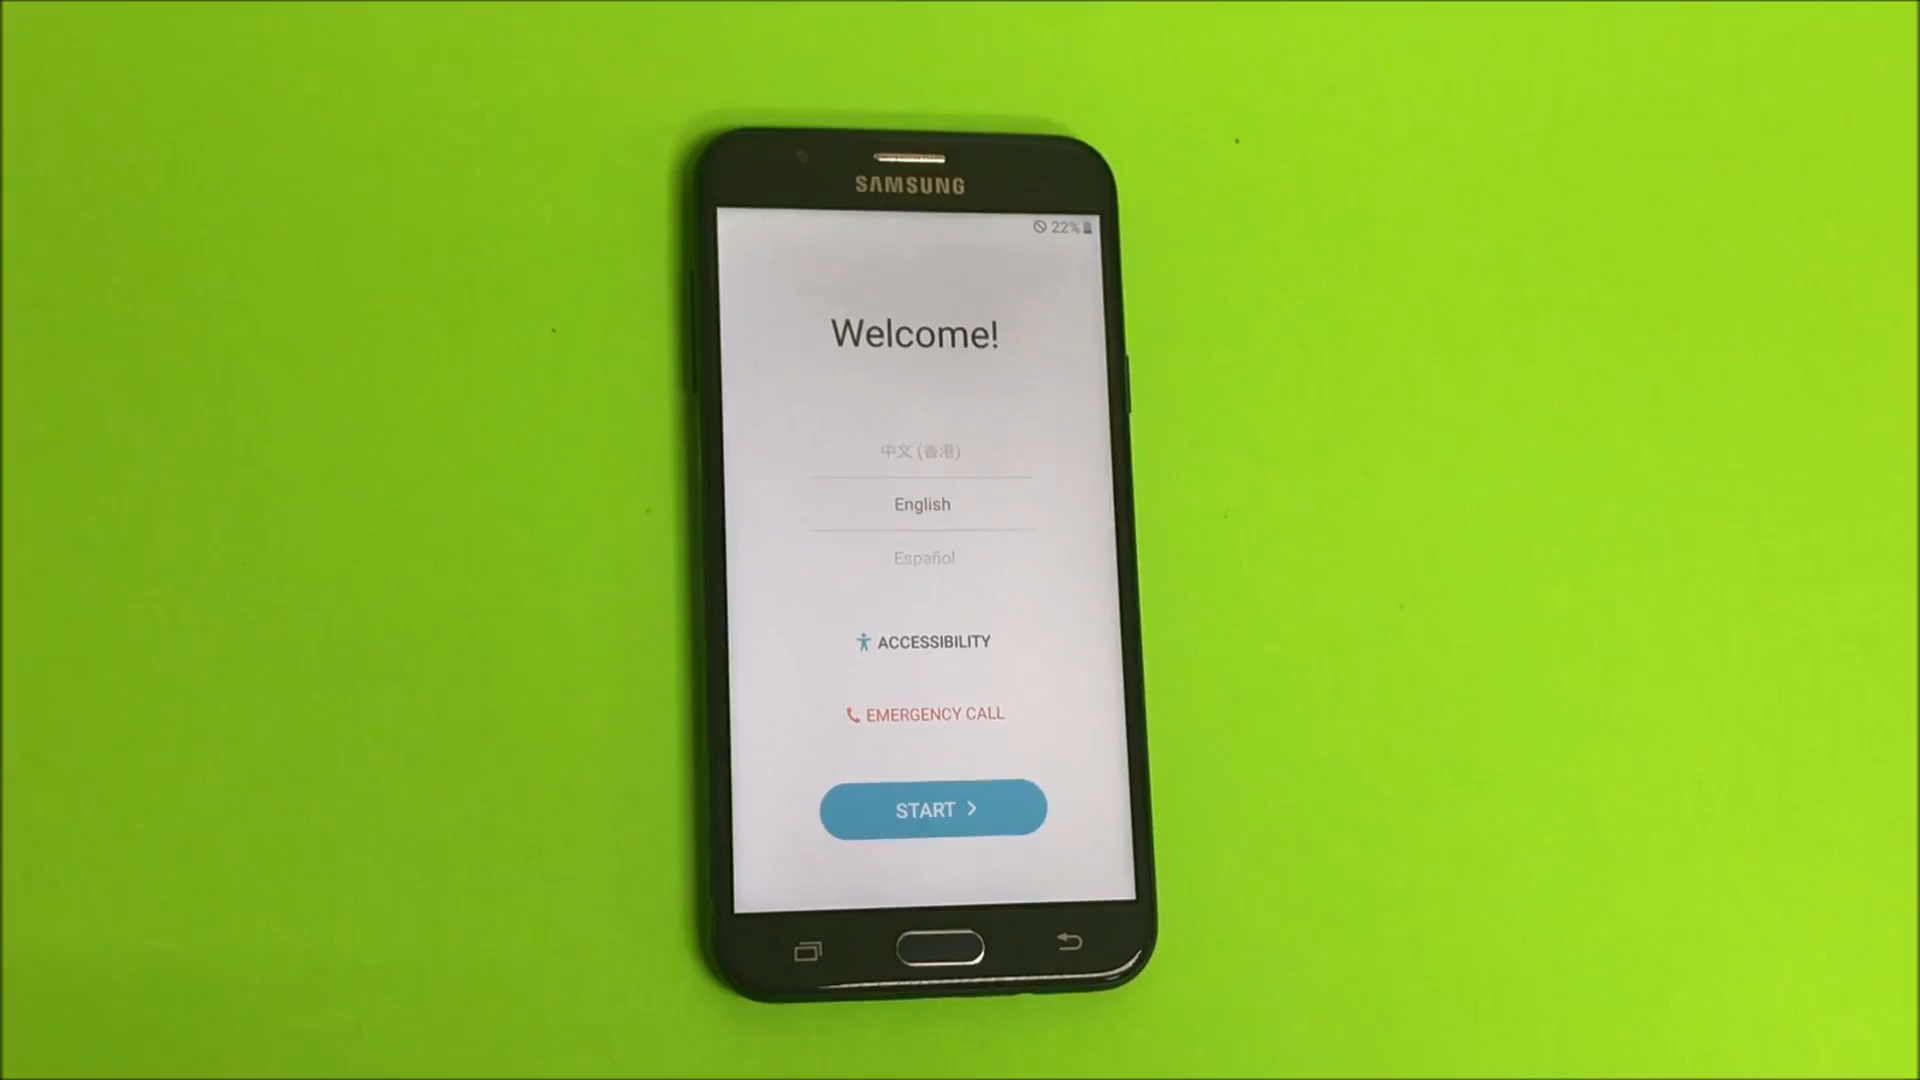 SAMSUNG
22%
Welcome!
中文 (香港)
English
Español
ACCESSIBILITY
EMERGENCY CALL
START